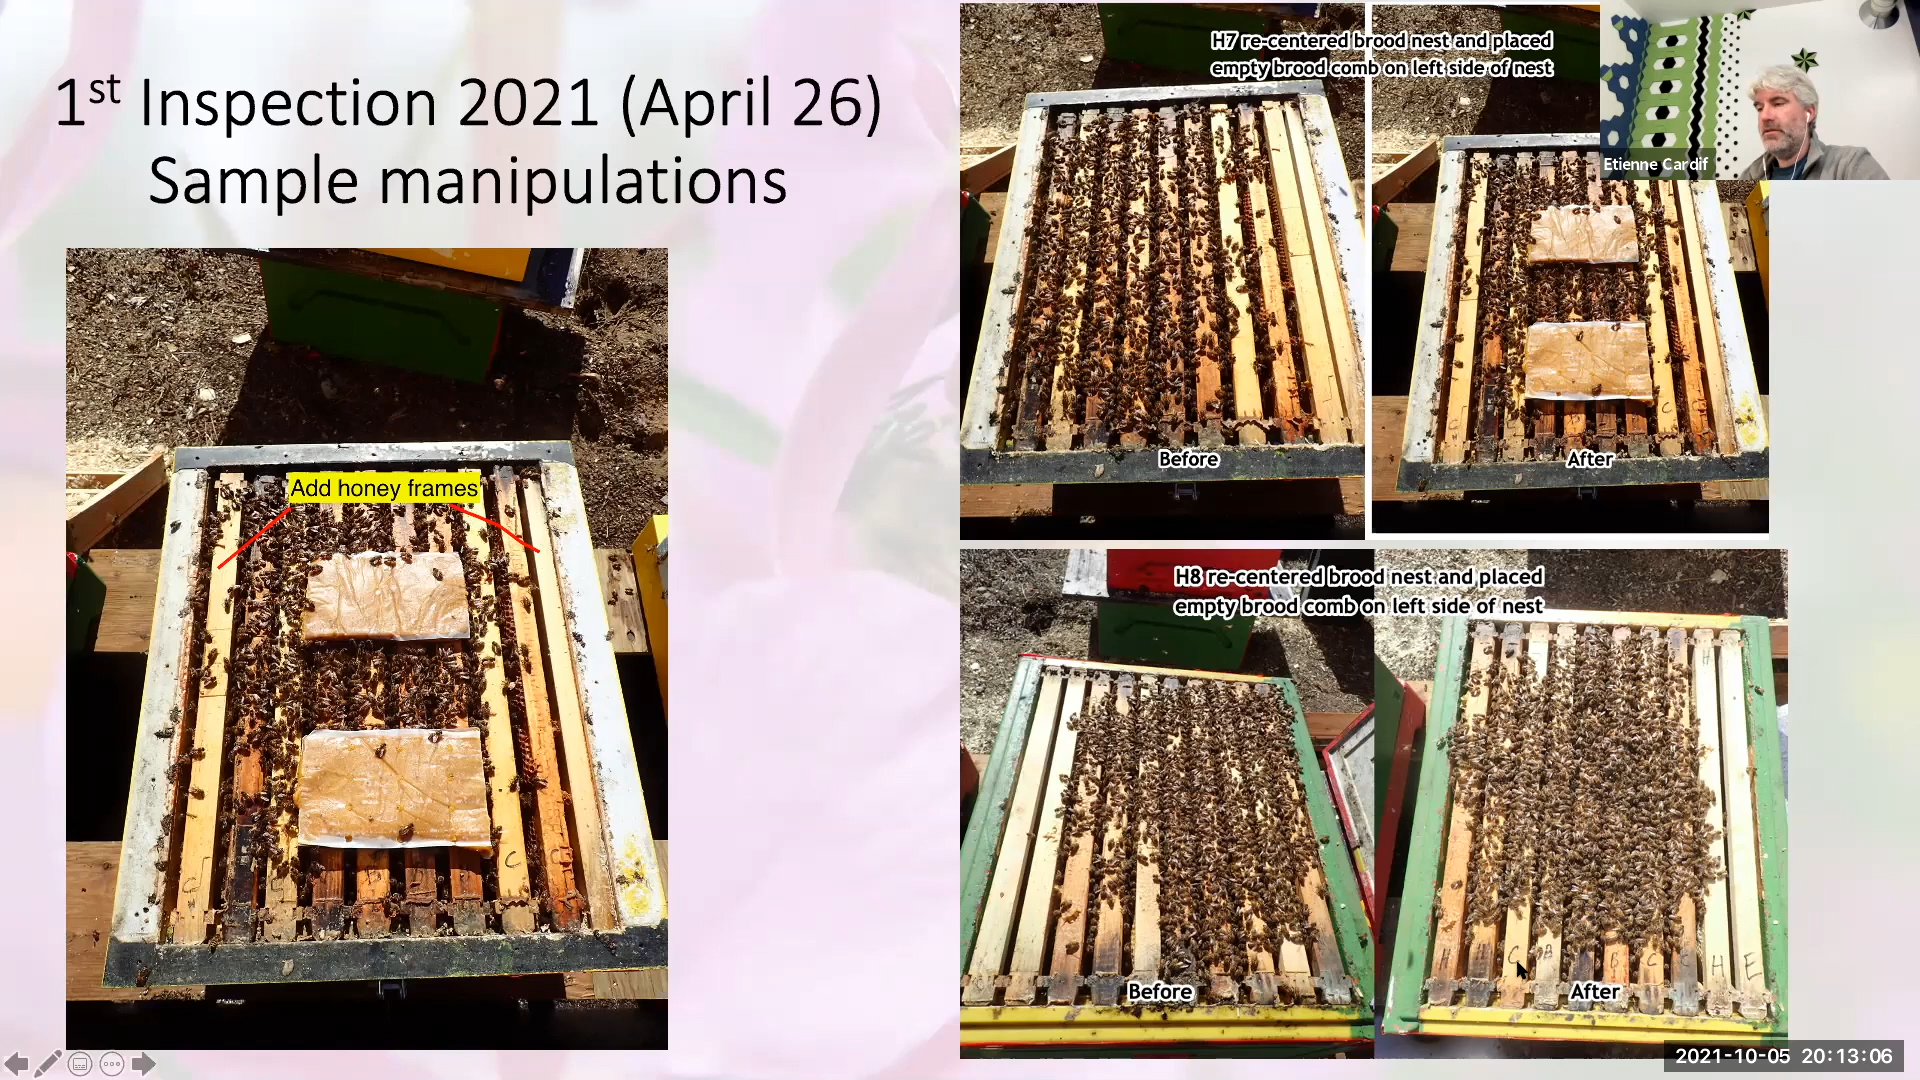 1st Inspection 2021 (April 26)
Sample manipulations
Add honey frames
H7 re-centered brood nest and placed
empty brood comb on left side of nest
Before
After
H8 re-centered brood nest and placed
empty brood comb on left side of nest
Before
After
C
C
H
C
B
C
H
E
Etienne Cardif
2021-10-05 20:13:06